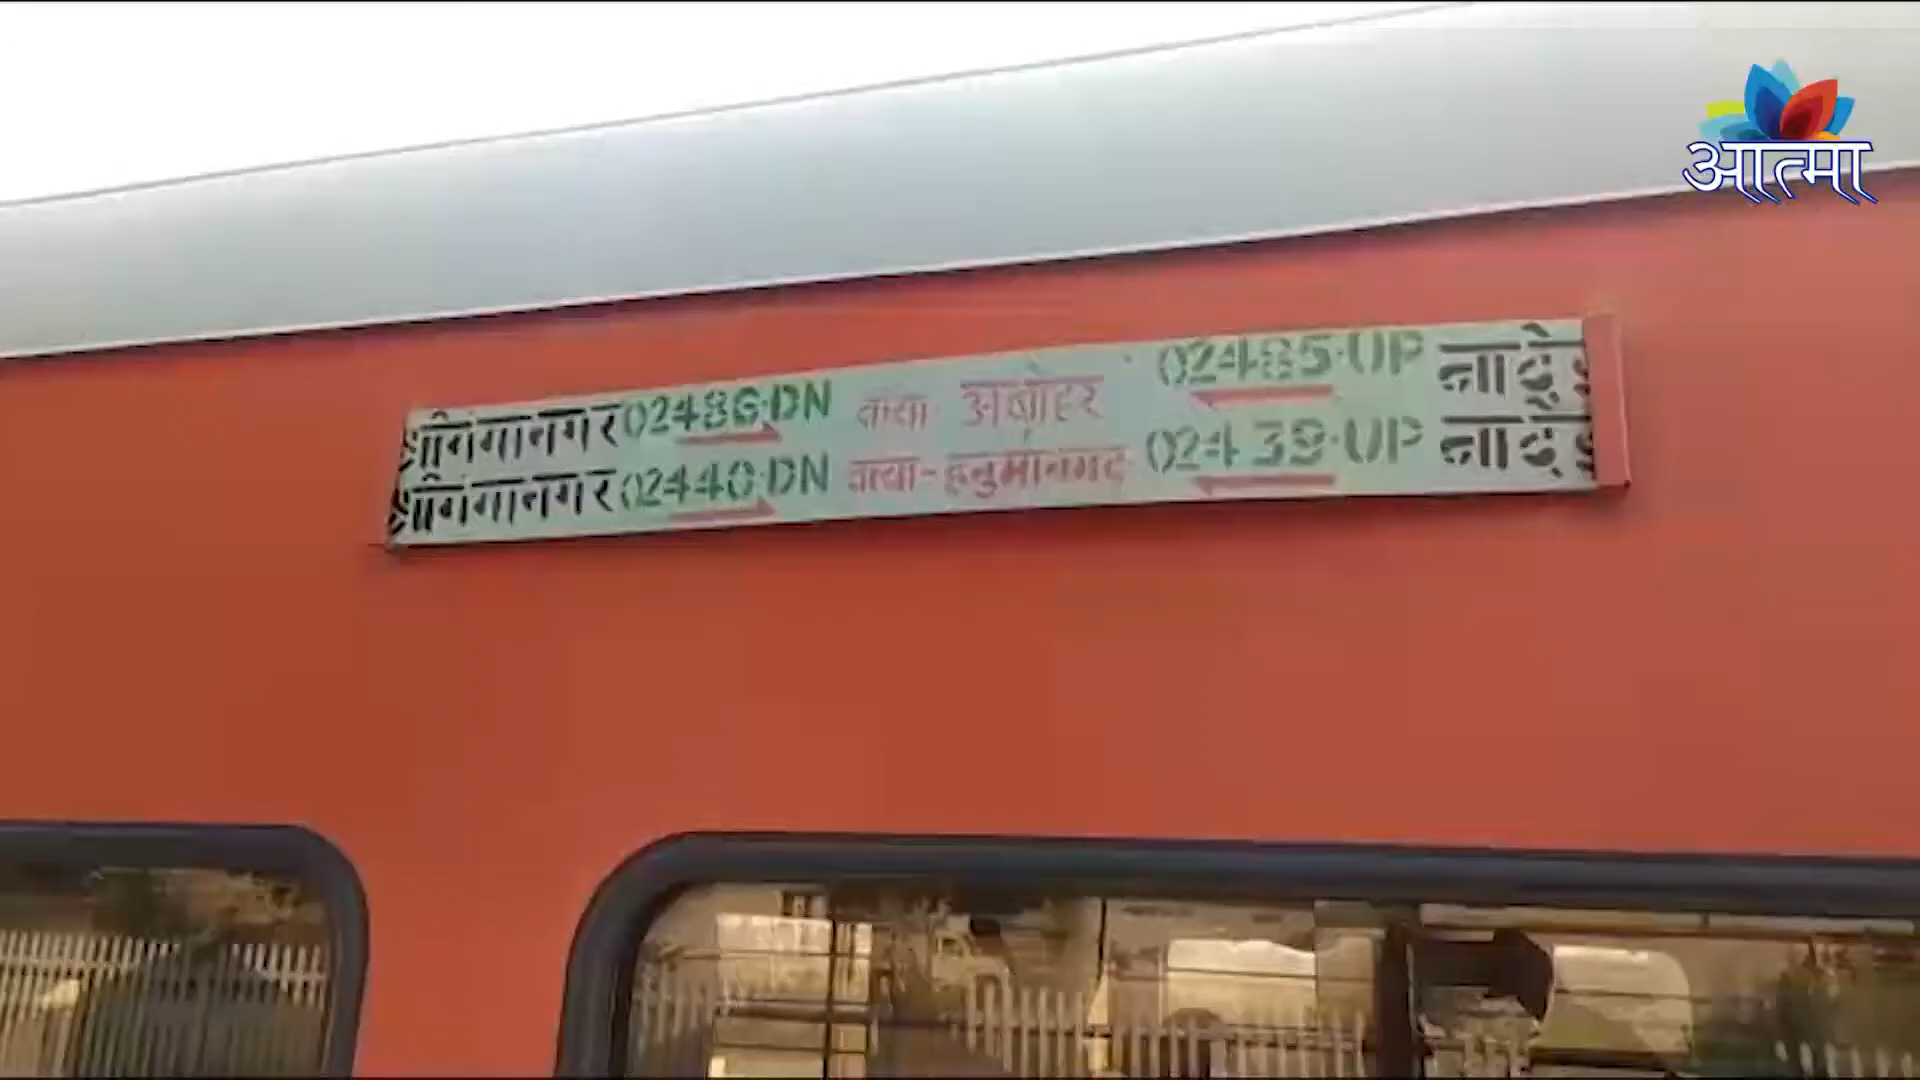 आत्मा
श्रीगंगानगर 02486·DN वाया अबोहर 02485·UP नांदेड़
श्रीगंगानगर 02440·DN वाया-हनुमानगढ़ 02439·UP नांदेड़